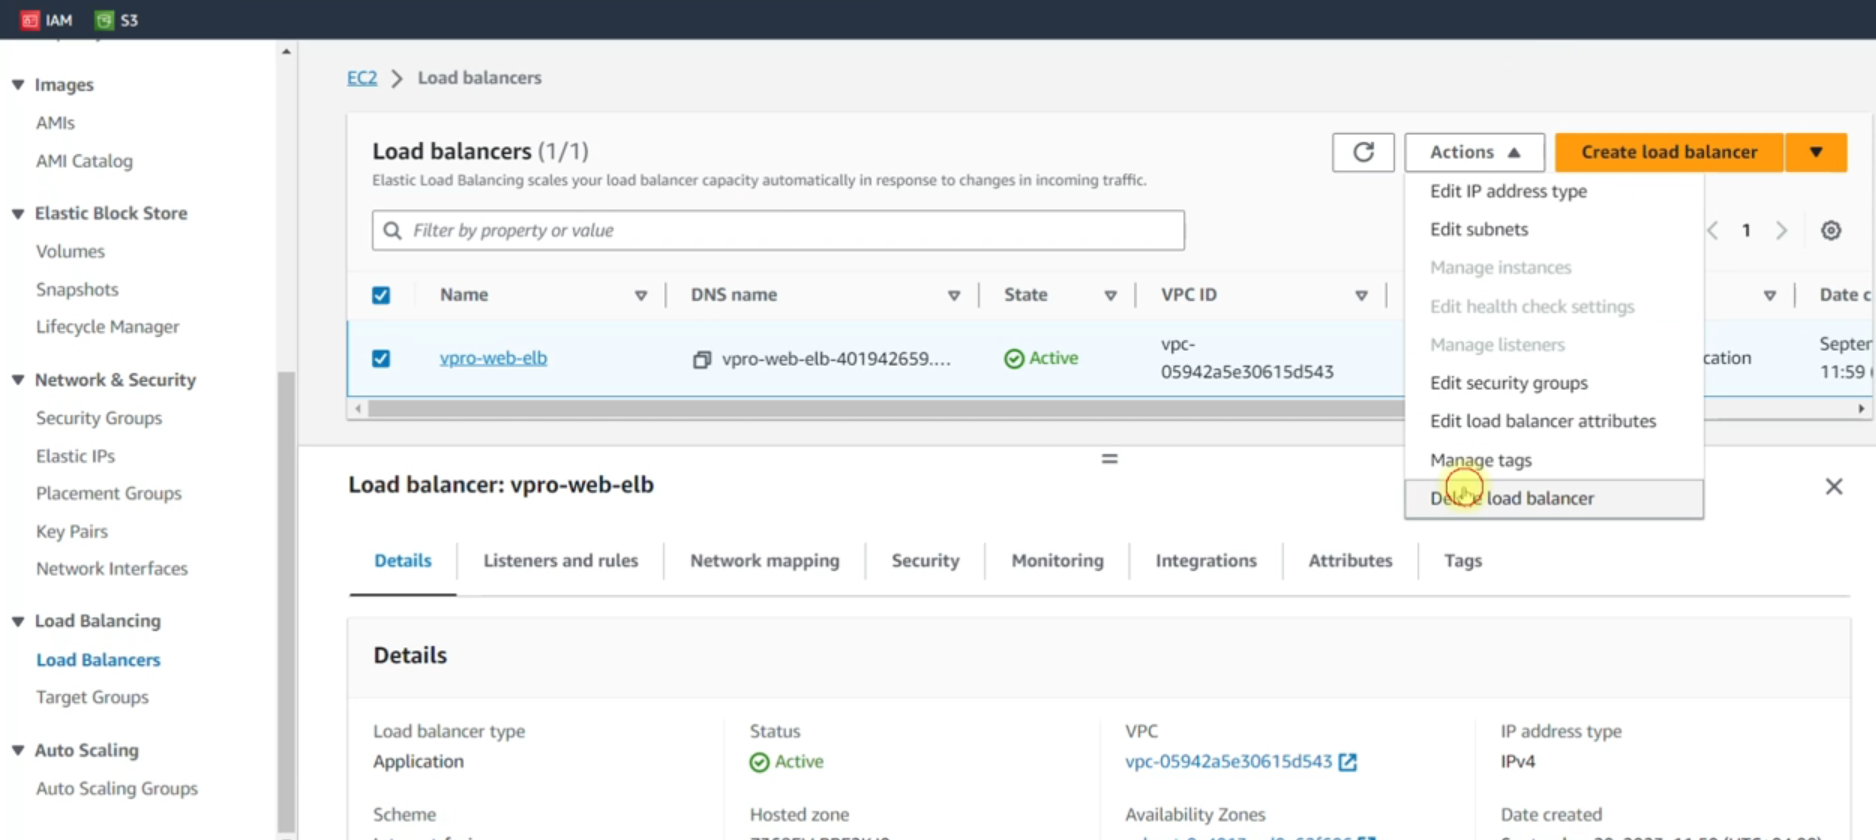 IAM S3
Images
AMIs
AMI Catalog
Elastic Block Store
Volumes
Snapshots
Lifecycle Manager
Network & Security
Security Groups
Elastic IPs
Placement Groups
Key Pairs
Network Interfaces
Load Balancing
Load Balancers
Target Groups
Auto Scaling
Auto Scaling Groups
EC2 > Load balancers
Load balancers (1/1)
Elastic Load Balancing scales your load balancer capacity automatically in response to changes in incoming traffic.
Actions
Create load balancer
Filter by property or value
1
Edit IP address type
Edit subnets
Manage instances
Edit health check settings
Manage listeners
Edit security groups
Edit load balancer attributes
Manage tags
Delete load balancer
Name DNS name State VPC ID Date c
vpro-web-elb vpro-web-elb-401942659.... Active vpc-
05942a5e30615d543
cation
Septer
11:59
Load balancer: vpro-web-elb
Details Listeners and rules Network mapping Security Monitoring Integrations Attributes Tags
Details
Load balancer type Status VPC IP address type
Application Active vpc-05942a5e30615d543 IPv4
Scheme Hosted zone Availability Zones Date created